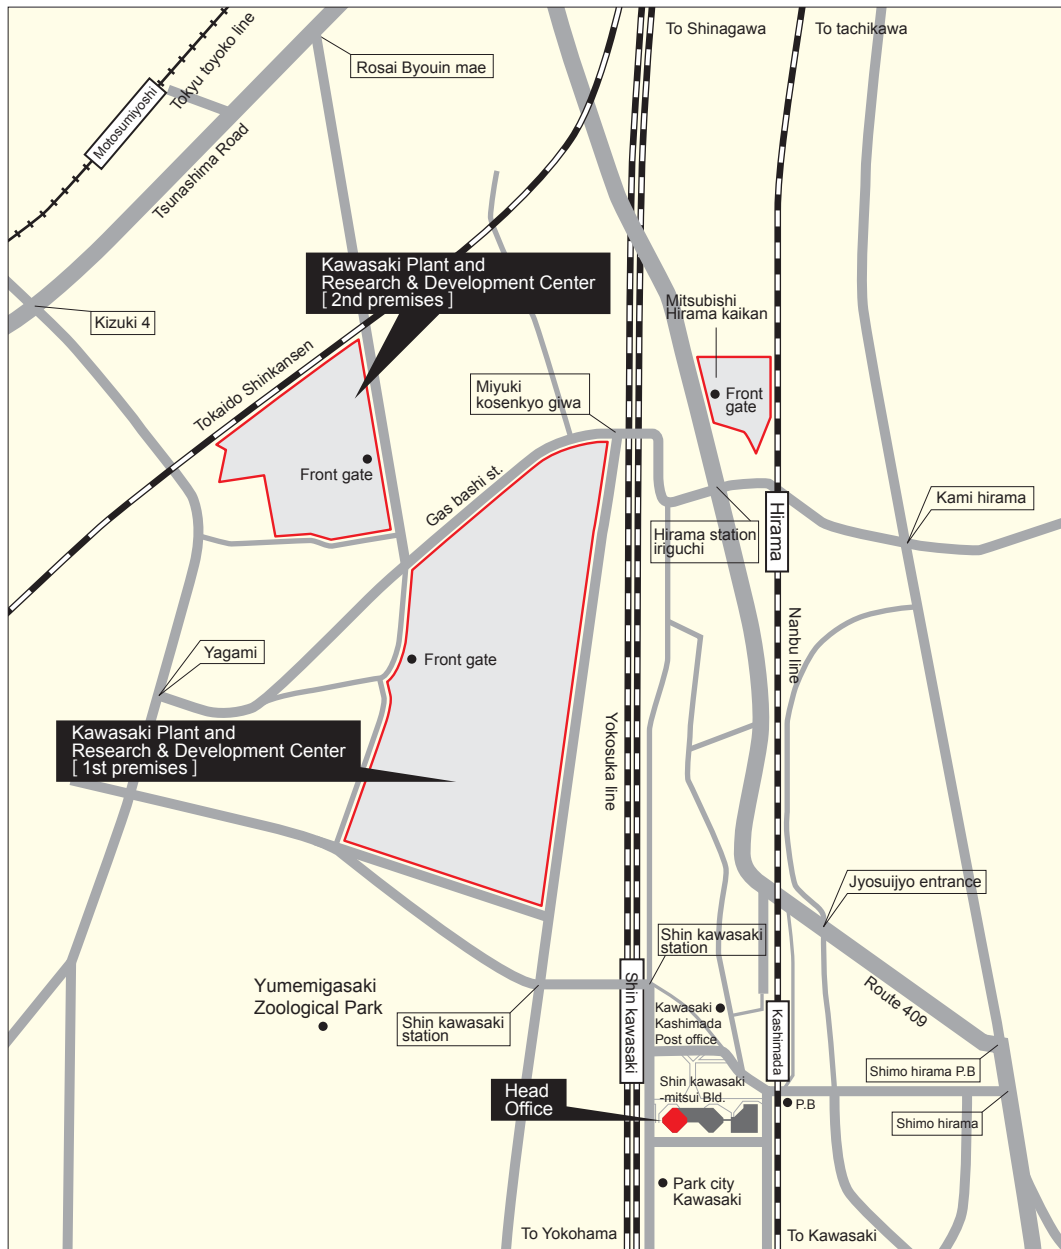 To Shinagawa
To tachikawa
Rosai Byouin mae
Tokyu toyoko line
Motosumiyoshi
Tsunashima Road
Kawasaki Plant and
Research & Development Center
[ 2nd premises ]
Kizuki 4
Mitsubishi
Hirama kaikan
Tokaido Shinkansen
Miyuki
kosenkyo giwa
Front
gate
Front gate
Gas bashi st.
Kami hirama
Hirama
Hirama station
iriguchi
Nanbu line
Yagami
Front gate
Kawasaki Plant and
Research & Development Center
[ 1st premises ]
Yokosuka line
Jyosuijyo entrance
Shin kawasaki
station
Yumemigasaki
Zoological Park
Shin kawasaki
Route 409
Kawasaki
Kashimada
Post office
Kashimada
Shin kawasaki
station
Shimo hirama P.B
Shin kawasaki
-mitsui Bld.
Head
Office
P.B
Shimo hirama
Park city
Kawasaki
To Yokohama
To Kawasaki